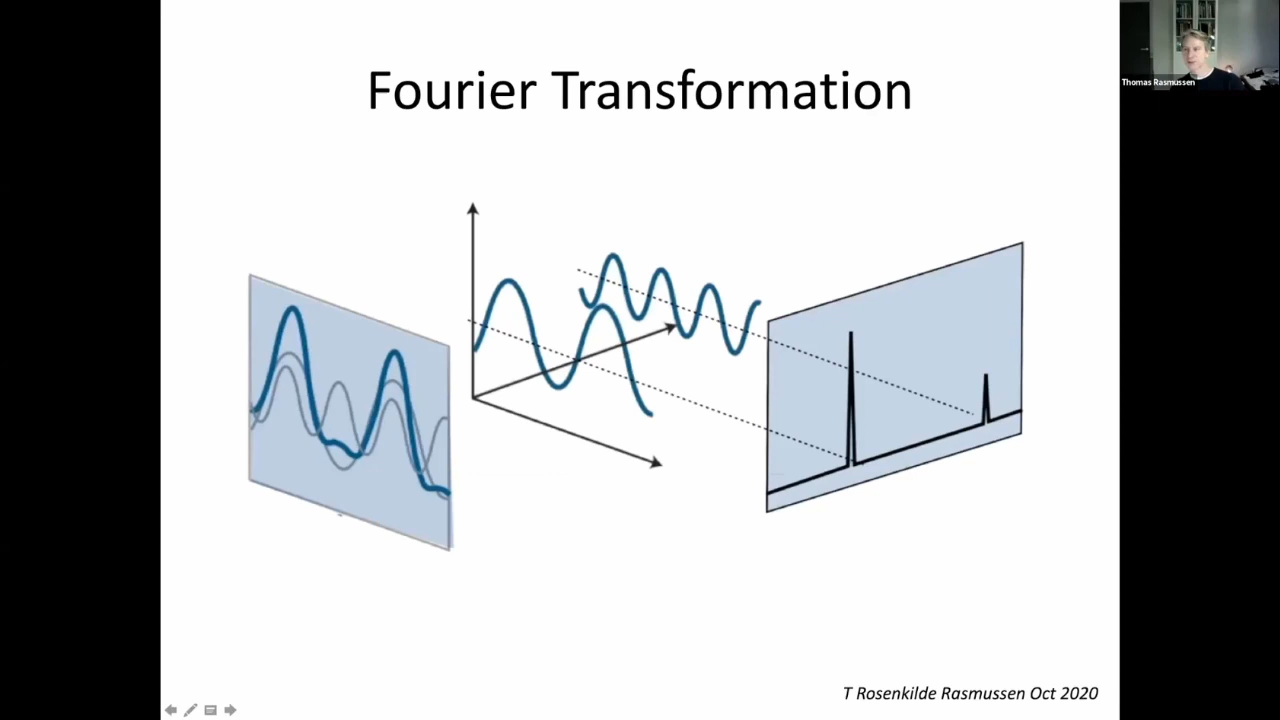 Fourier Transformation
Thomas Rasmussen
T Rosenkilde Rasmussen Oct 2020